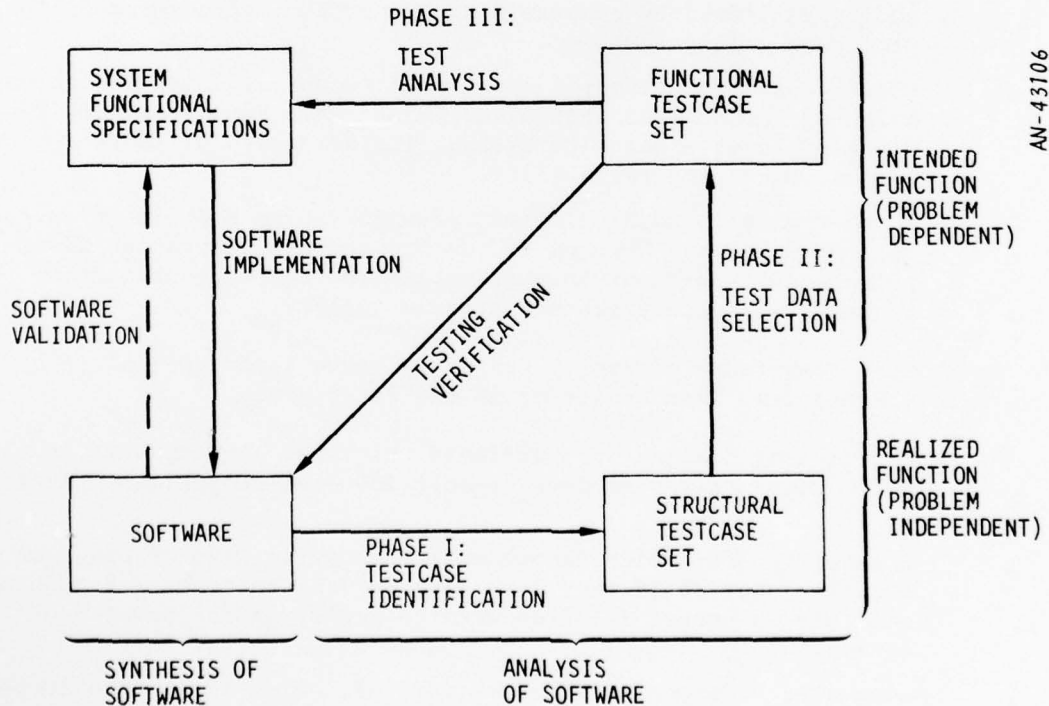 PHASE III:
TEST
ANALYSIS
SYSTEM
FUNCTIONAL
SPECIFICATIONS
FUNCTIONAL
TESTCASE
SET
AN-43106
INTENDED
FUNCTION
(PROBLEM
DEPENDENT)
SOFTWARE
IMPLEMENTATION
SOFTWARE
VALIDATION
TESTING
VERIFICATION
PHASE II:
TEST DATA
SELECTION
REALIZED
FUNCTION
(PROBLEM
INDEPENDENT)
SOFTWARE
PHASE I:
TESTCASE
IDENTIFICATION
STRUCTURAL
TESTCASE
SET
SYNTHESIS OF
SOFTWARE
ANALYSIS
OF SOFTWARE